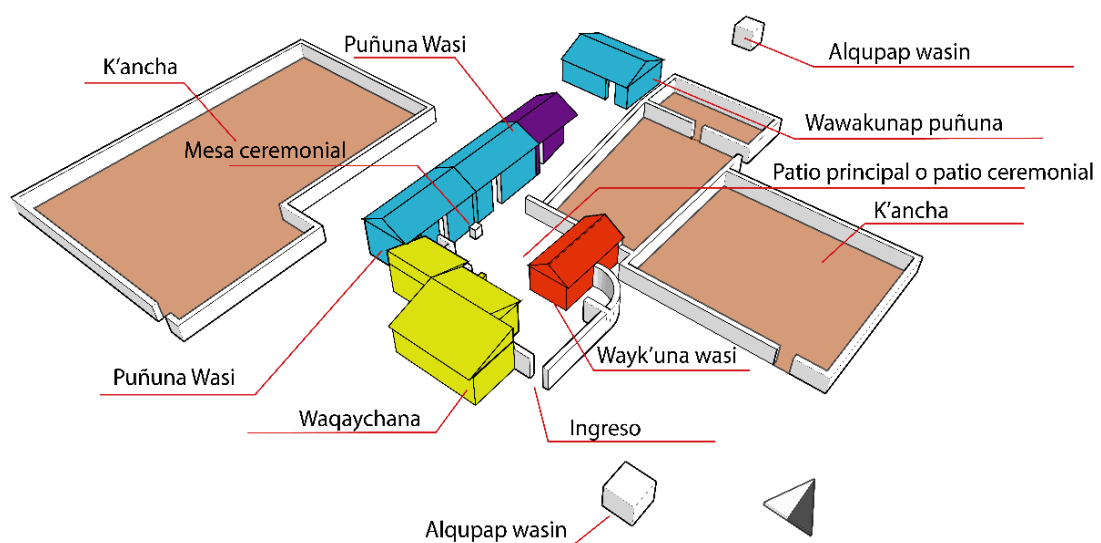 Puñuna Wasi
Alqupap wasin
K’ancha
Wawakunap puñuna
Mesa ceremonial
Patio principal o patio ceremonial
K’ancha
Wayk’una wasi
Puñuna Wasi
Waqaychana
Ingreso
Alqupap wasin